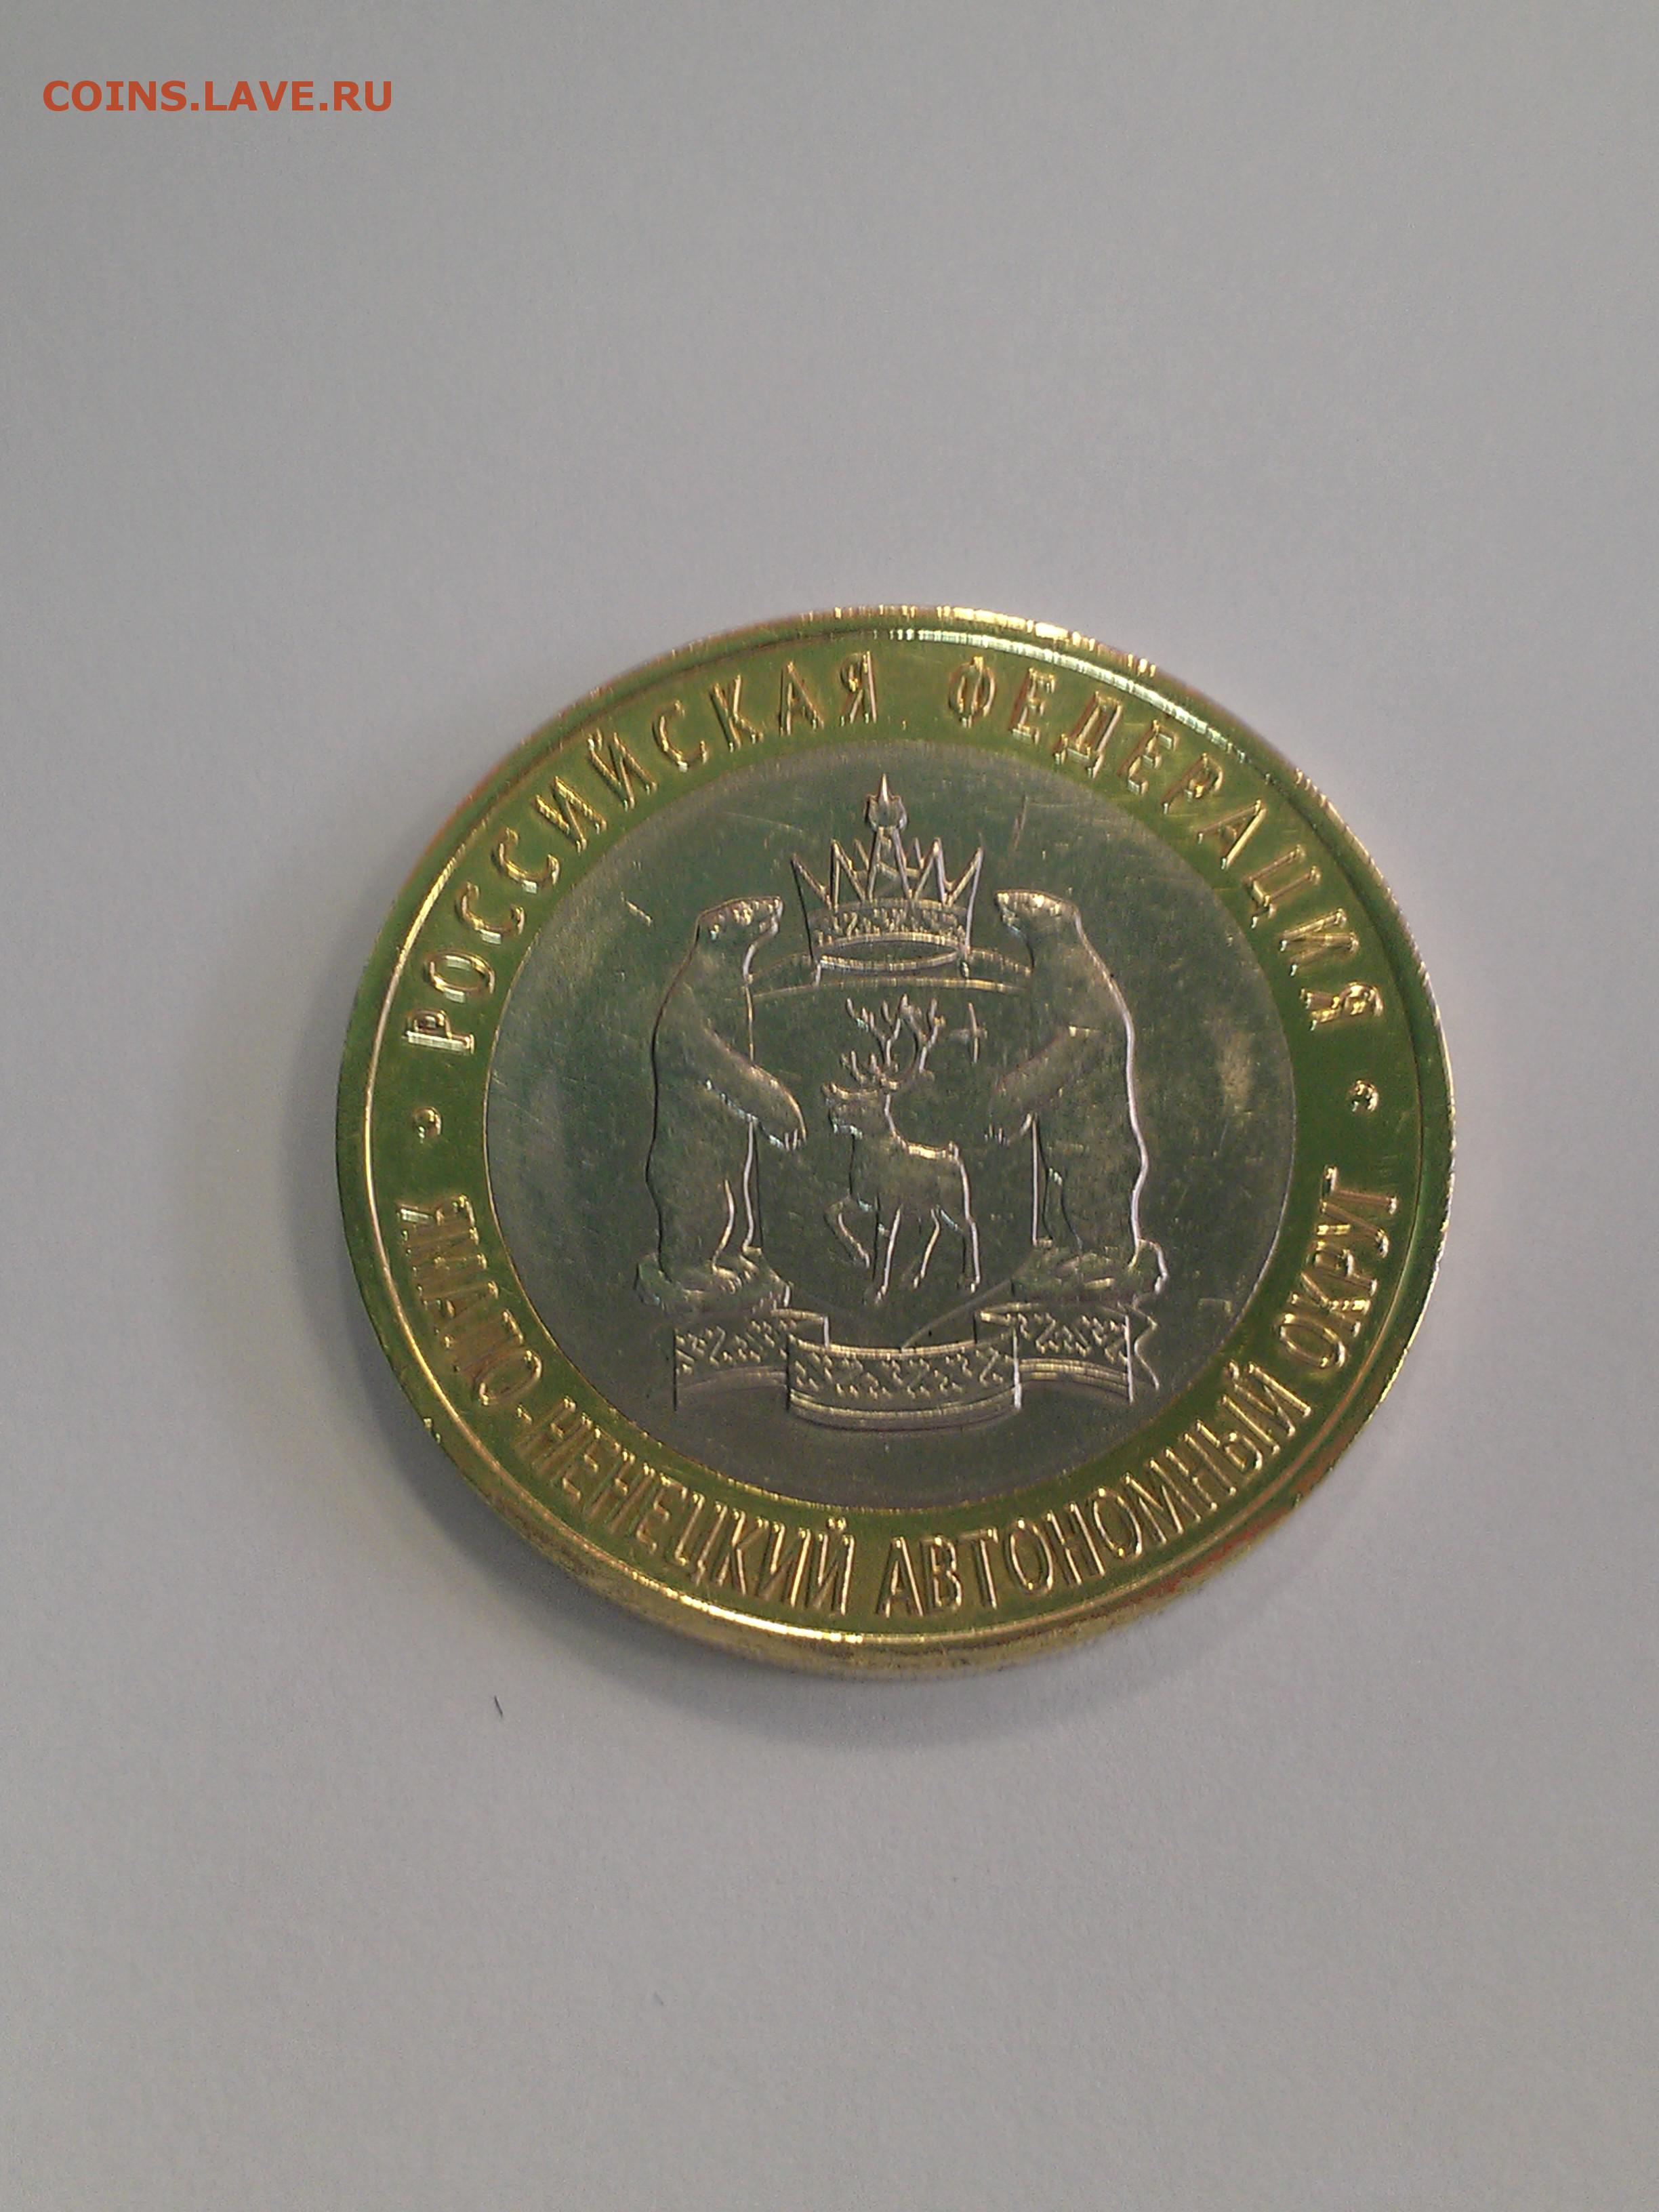 COINS.LAVE.RU
• РОССИЙСКАЯ ФЕДЕРАЦИЯ •
ЯМАЛО-НЕНЕЦКИЙ АВТОНОМНЫЙ ОКРУГ